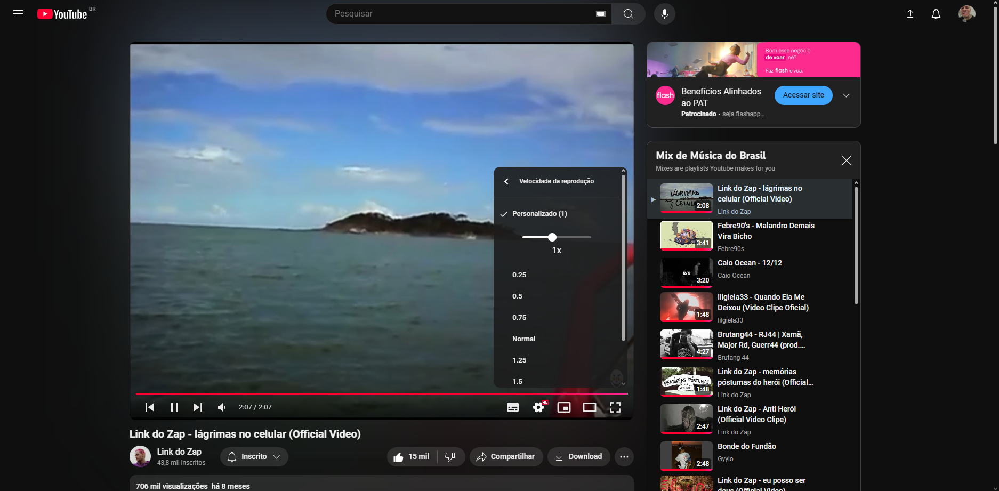 YouTube BR
Pesquisar
Bom esse negócio
de voar ,né?
Faz flash e voa.
flash
Benefícios Alinhados
ao PAT
Patrocinado · seja.flashapp...
Acessar site
Mix de Música do Brasil
Mixes are playlists Youtube makes for you
LÁGRIMAS
NO
CELULAR
2:08
Link do Zap - lágrimas no
celular (Official Video)
Link do Zap
3:41
Febre90's - Malandro Demais
Vira Bicho
Febre90s
12/12
3:20
Caio Ocean - 12/12
Caio Ocean
1:48
lilgiela33 - Quando Ela Me
Deixou (Video Clipe Oficial)
lilgiela33
4:27
Brutang44 - RJ44 | Xamã,
Major Rd, Guerr44 (prod....
Brutang 44
MEMÓRIAS PÓSTUMAS
DO
HERÓI
1:48
Link do Zap - memórias
póstumas do herói (Official...
Link do Zap
2:47
Link do Zap - Anti Herói
(Official Video Clipe)
Link do Zap
2:48
Bonde do Fundão
Gyylo
Link do Zap - eu posso ser
deus (Official Video)
Velocidade da reprodução
Personalizado (1)
1x
0.25
0.5
0.75
Normal
1.25
1.5
2:07 / 2:07
HD
Link do Zap - lágrimas no celular (Official Video)
Link do Zap
43,8 mil inscritos
Inscrito
15 mil
Compartilhar
Download
706 mil visualizações há 8 meses